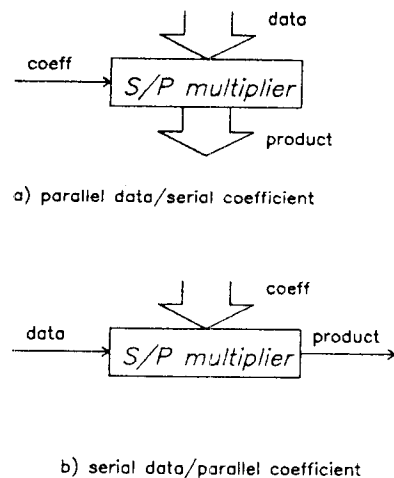 data
coeff
S/P multiplier
product
a) parallel data/serial coefficient
coeff
data
product
S/P multiplier
b) serial data/parallel coefficient